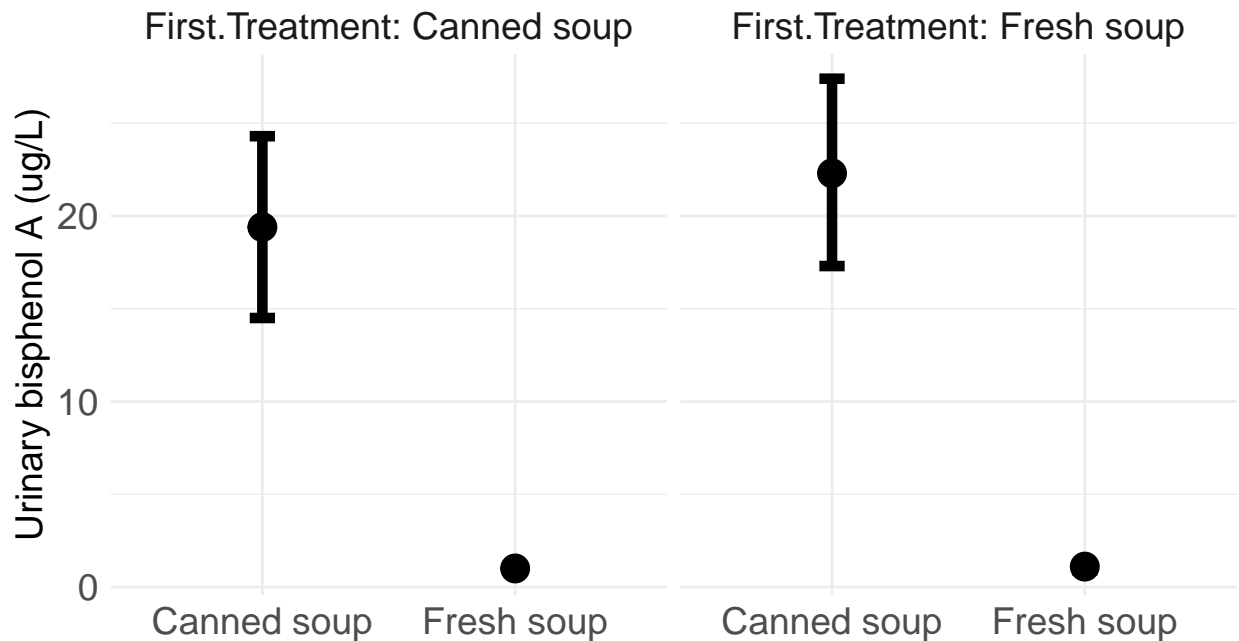 First.Treatment: Canned soup
First.Treatment: Fresh soup
Urinary bisphenol A (ug/L)
20
10
0
Canned soup
Fresh soup
Canned soup
Fresh soup